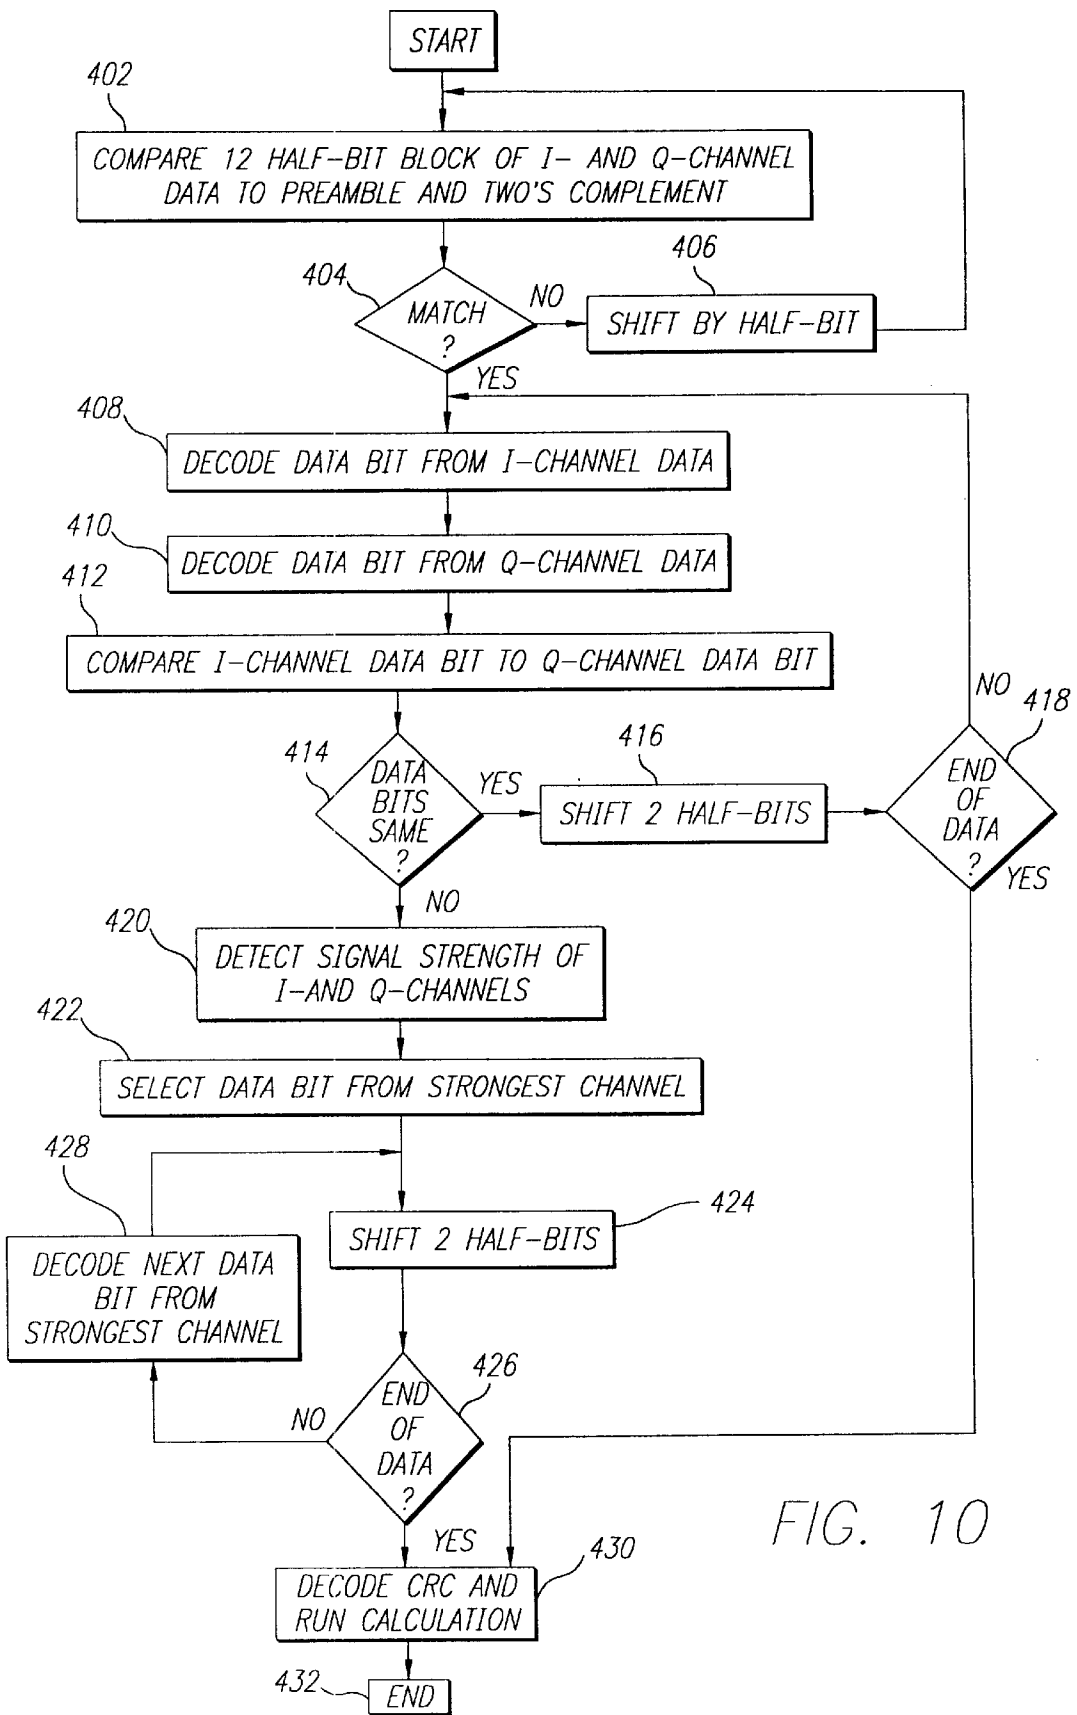 START
402
COMPARE 12 HALF-BIT BLOCK OF I- AND Q-CHANNEL
DATA TO PREAMBLE AND TWO'S COMPLEMENT
404
MATCH
?
NO
406
SHIFT BY HALF-BIT
YES
408
DECODE DATA BIT FROM I-CHANNEL DATA
410
DECODE DATA BIT FROM Q-CHANNEL DATA
412
COMPARE I-CHANNEL DATA BIT TO Q-CHANNEL DATA BIT
414
DATA
BITS
SAME
?
YES
416
SHIFT 2 HALF-BITS
NO
418
END
OF
DATA
?
YES
NO
420
DETECT SIGNAL STRENGTH OF
I-AND Q-CHANNELS
422
SELECT DATA BIT FROM STRONGEST CHANNEL
428
DECODE NEXT DATA
BIT FROM
STRONGEST CHANNEL
424
SHIFT 2 HALF-BITS
426
END
OF
DATA
?
NO
YES
430
DECODE CRC AND
RUN CALCULATION
432
END
FIG. 10